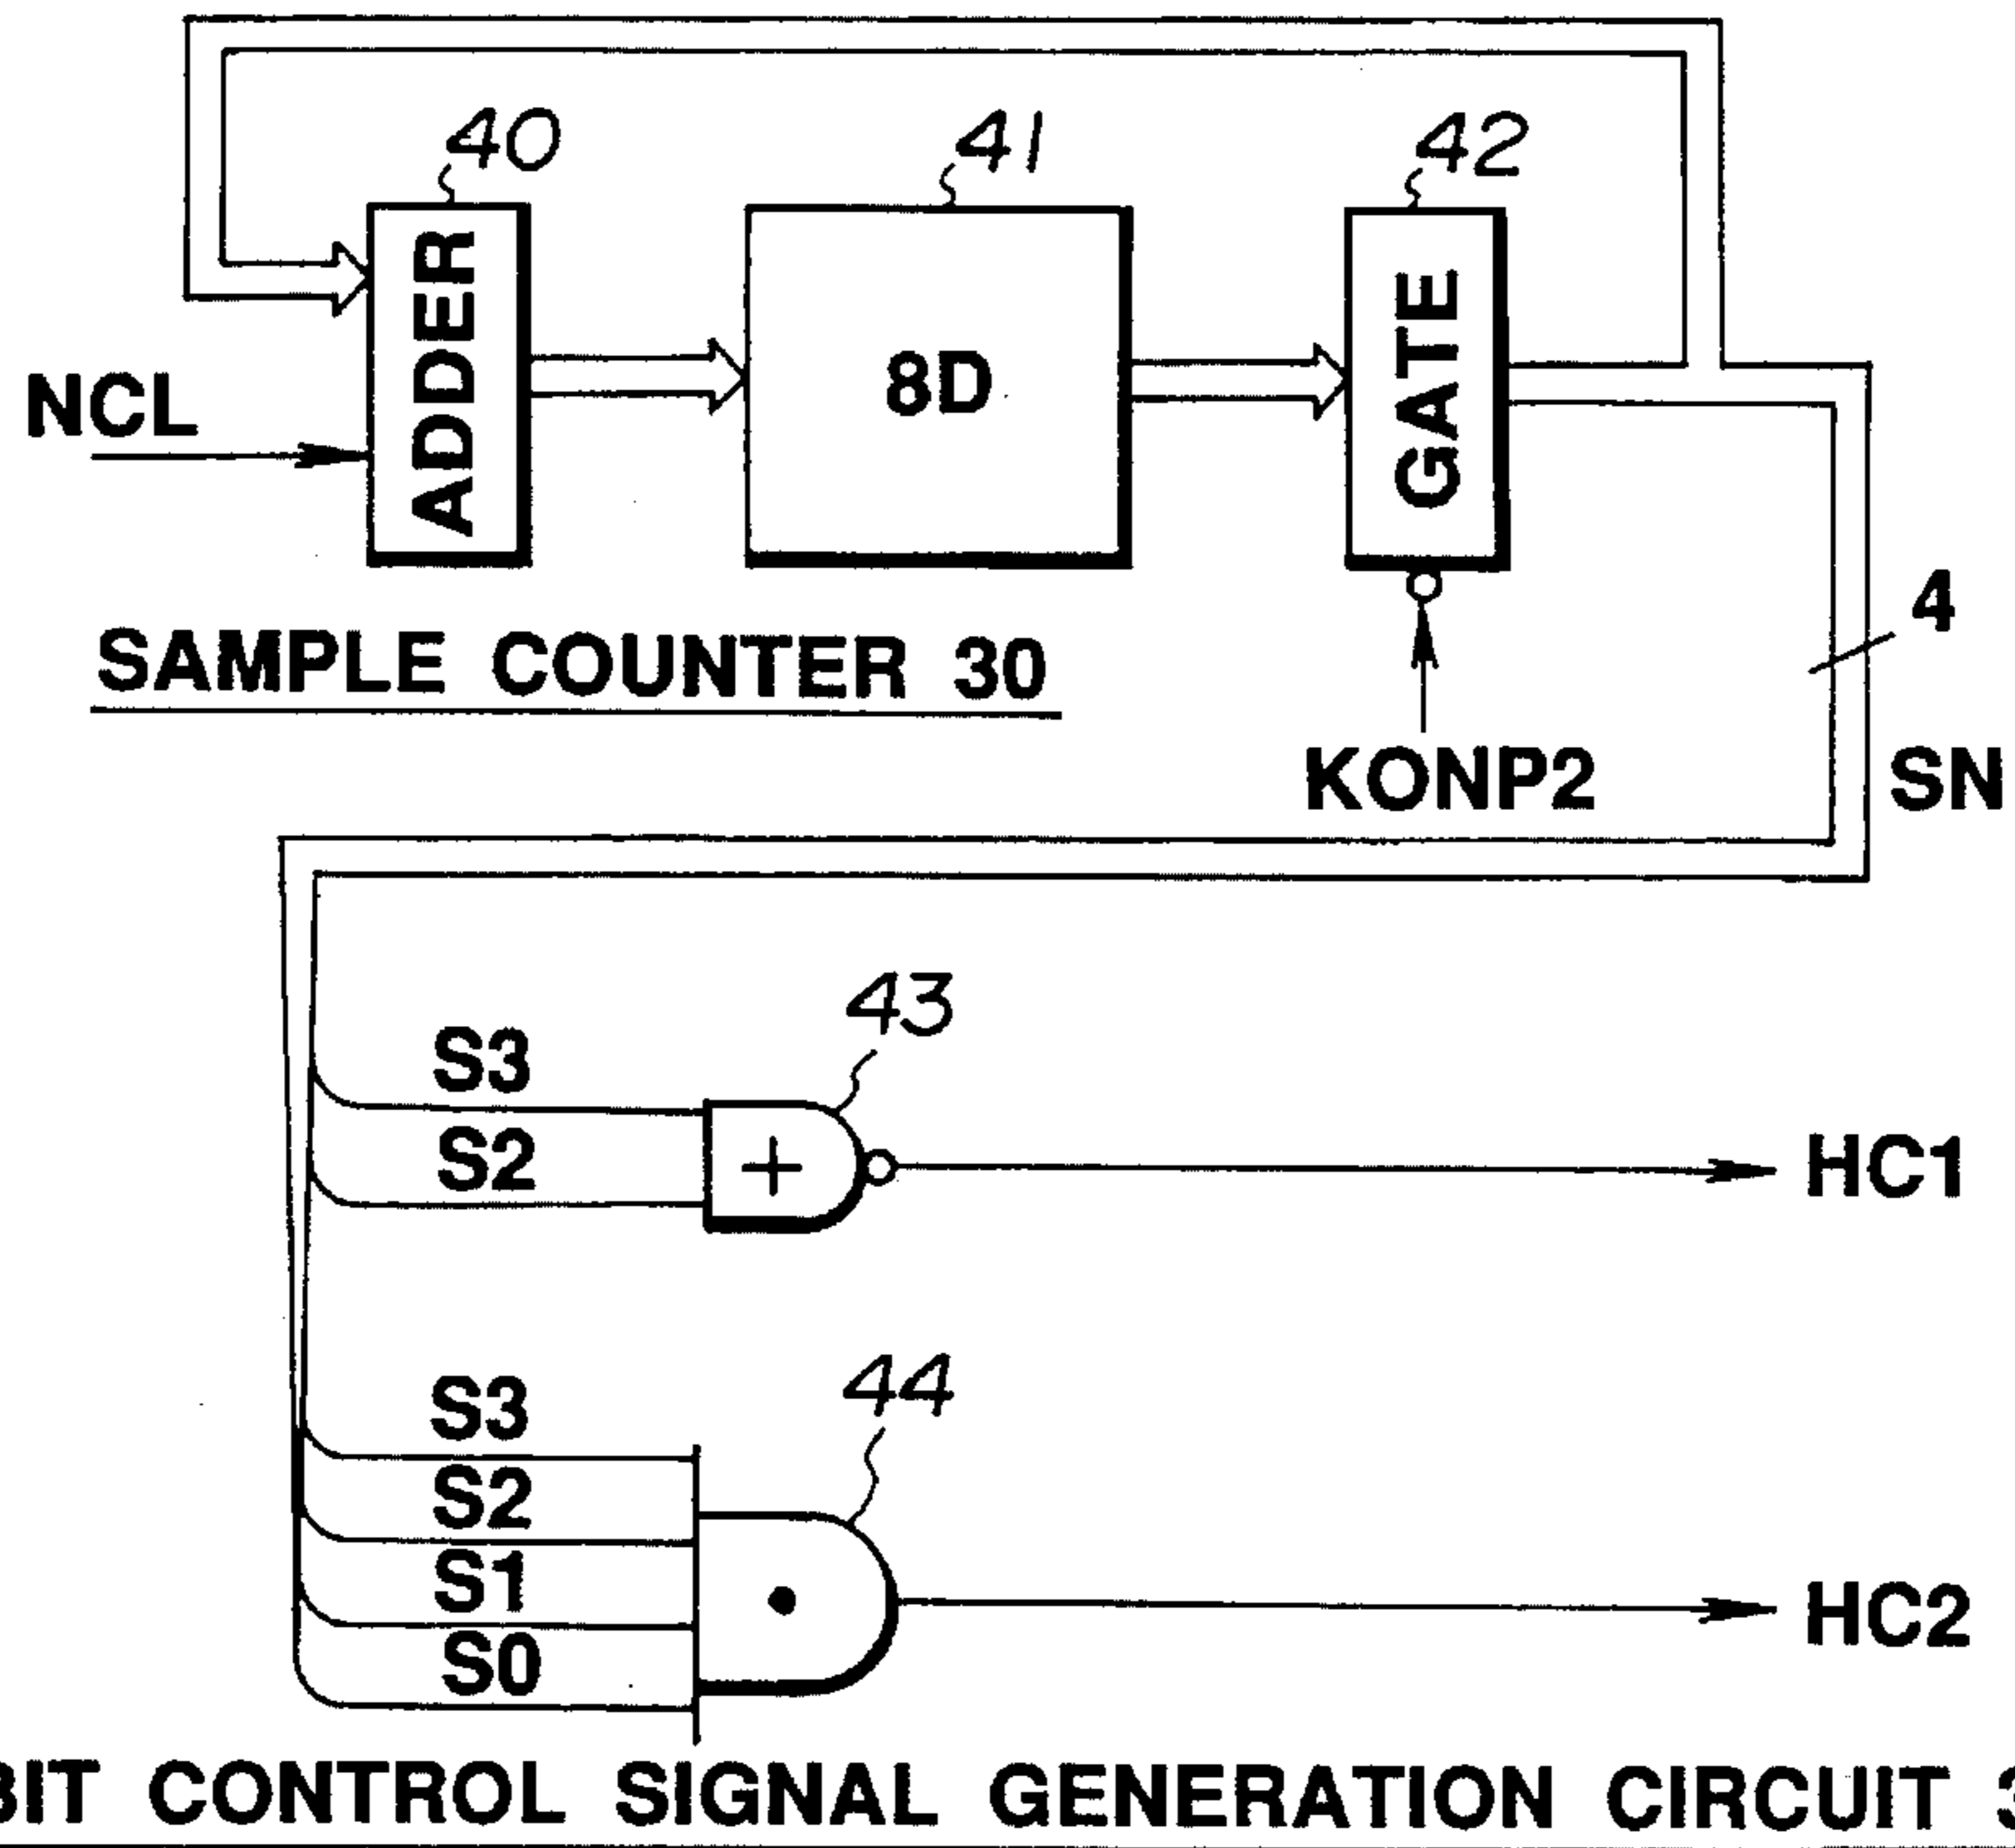 40
41
42
ADDER
8D
GATE
NCL
SAMPLE COUNTER 30
KONP2
4
SN
43
S3
S2
HC1
44
S3
S2
S1
S0
HC2
BIT CONTROL SIGNAL GENERATION CIRCUIT 3